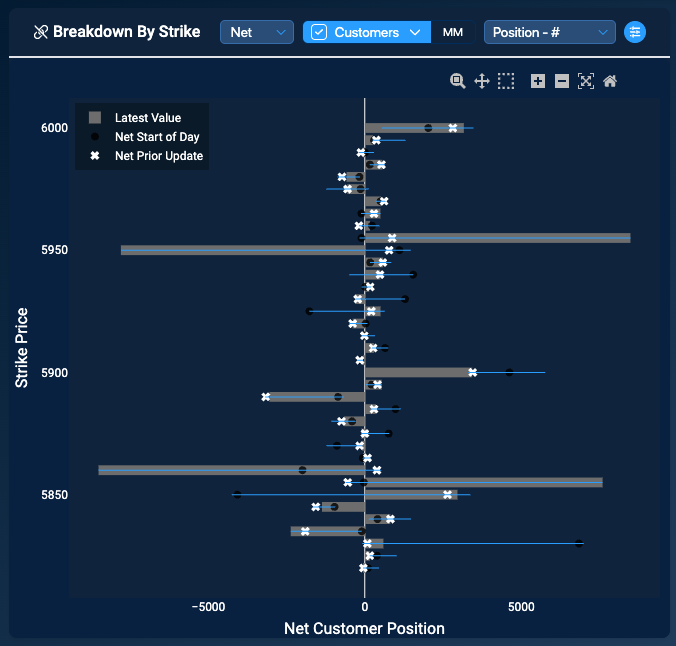 Breakdown By Strike
Net
Customers
MM
Position - #
Latest Value
Net Start of Day
Net Prior Update
6000
5950
5900
5850
Strike Price
−5000
0
5000
Net Customer Position